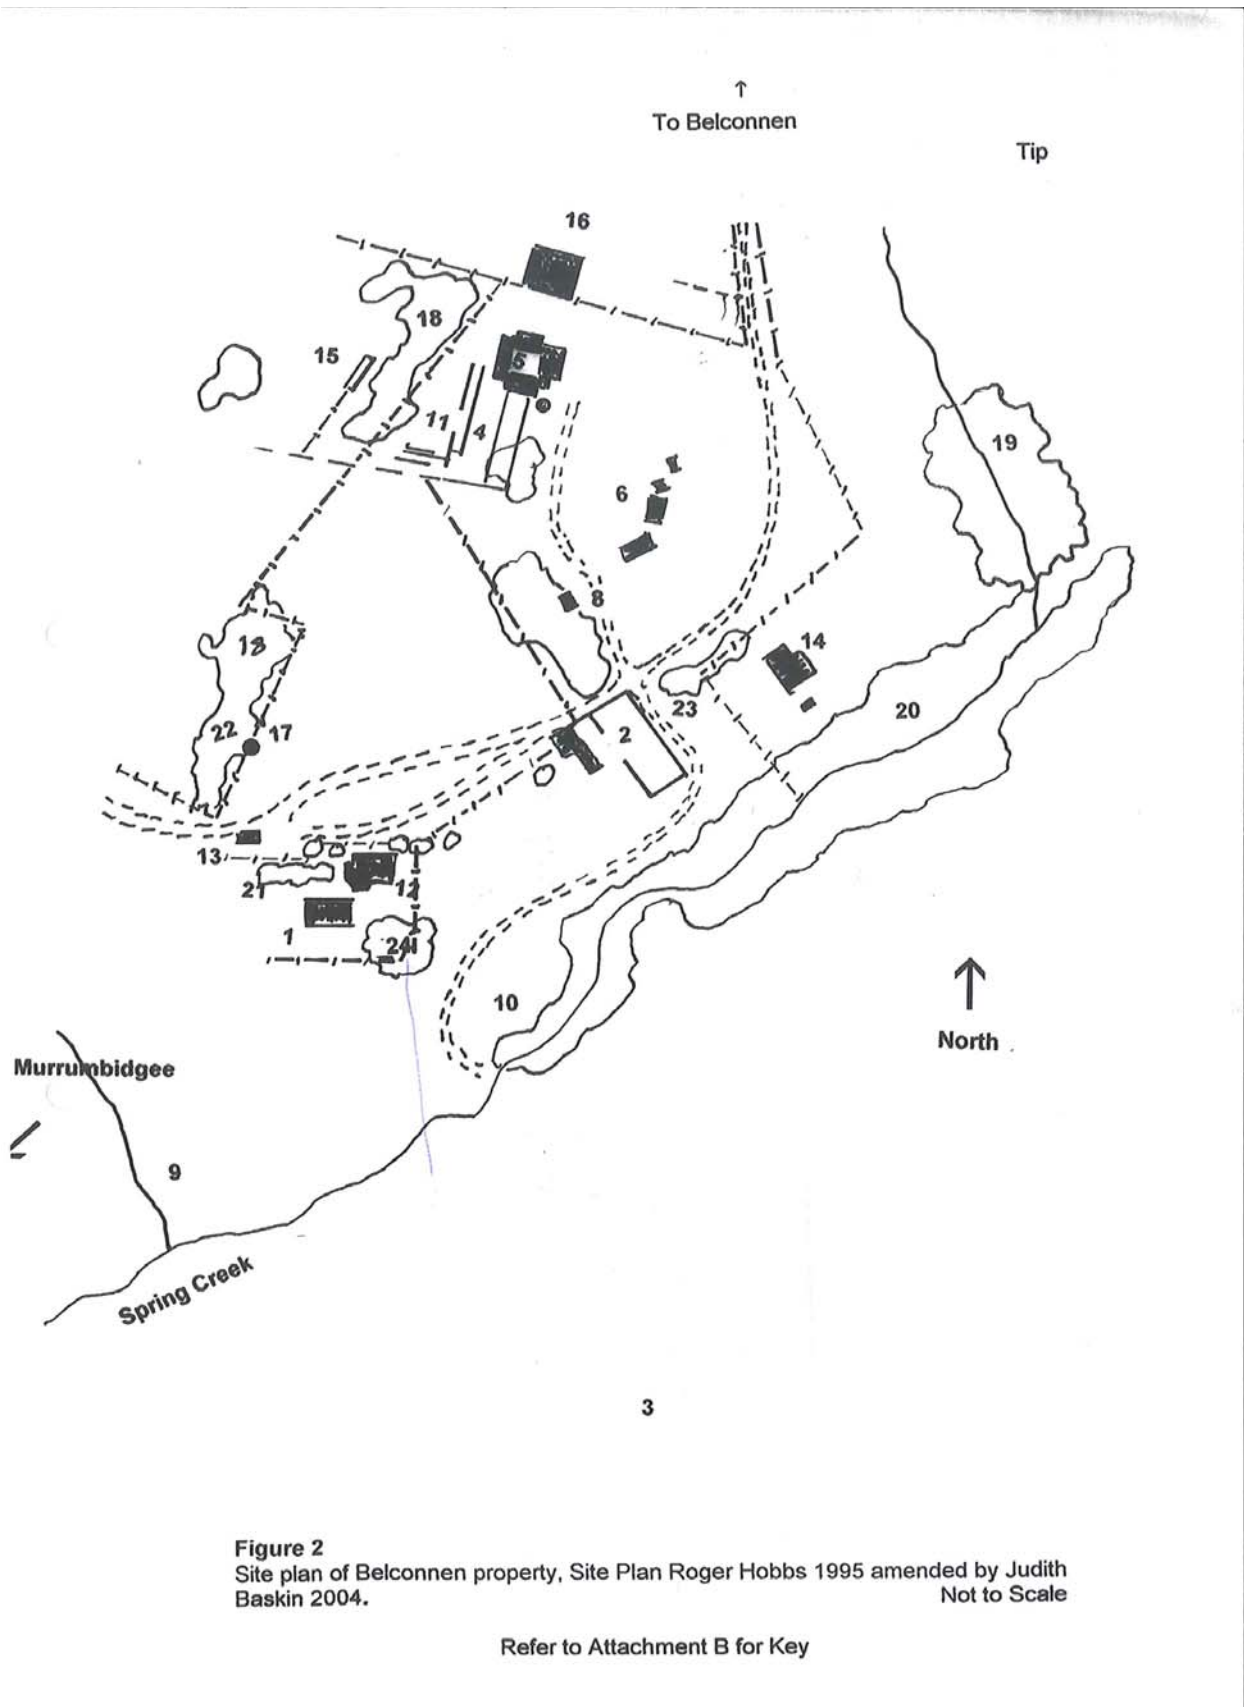 ↑
To Belconnen
Tip
16
18
15
5
11
4
19
6
8
13
14
22
17
23
2
20
13
2
12
1
24
10
North
Murrumbidgee
9
Spring Creek
3
Figure 2
Site plan of Belconnen property, Site Plan Roger Hobbs 1995 amended by Judith
Baskin 2004.
Not to Scale
Refer to Attachment B for Key